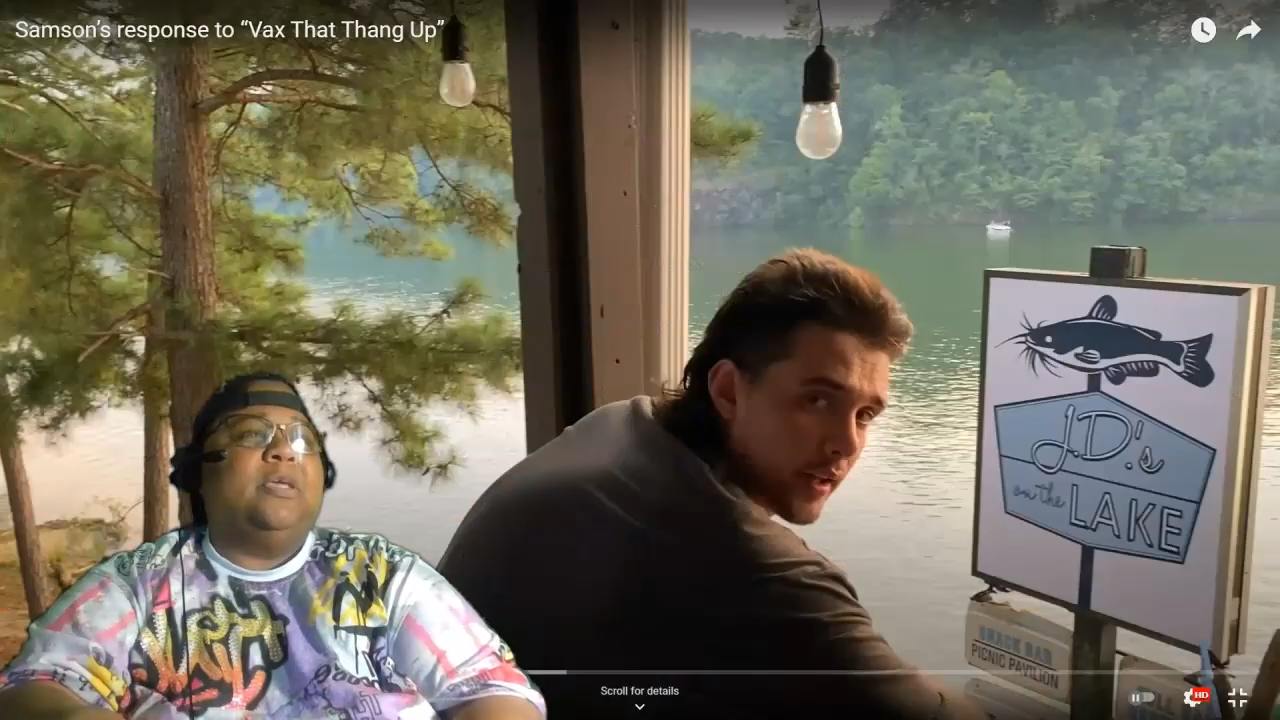 Samson's response to “Vax That Thang Up”
J.D.'s
on the LAKE
SNACK BAR
PICNIC PAVILION
Scroll for details
HD